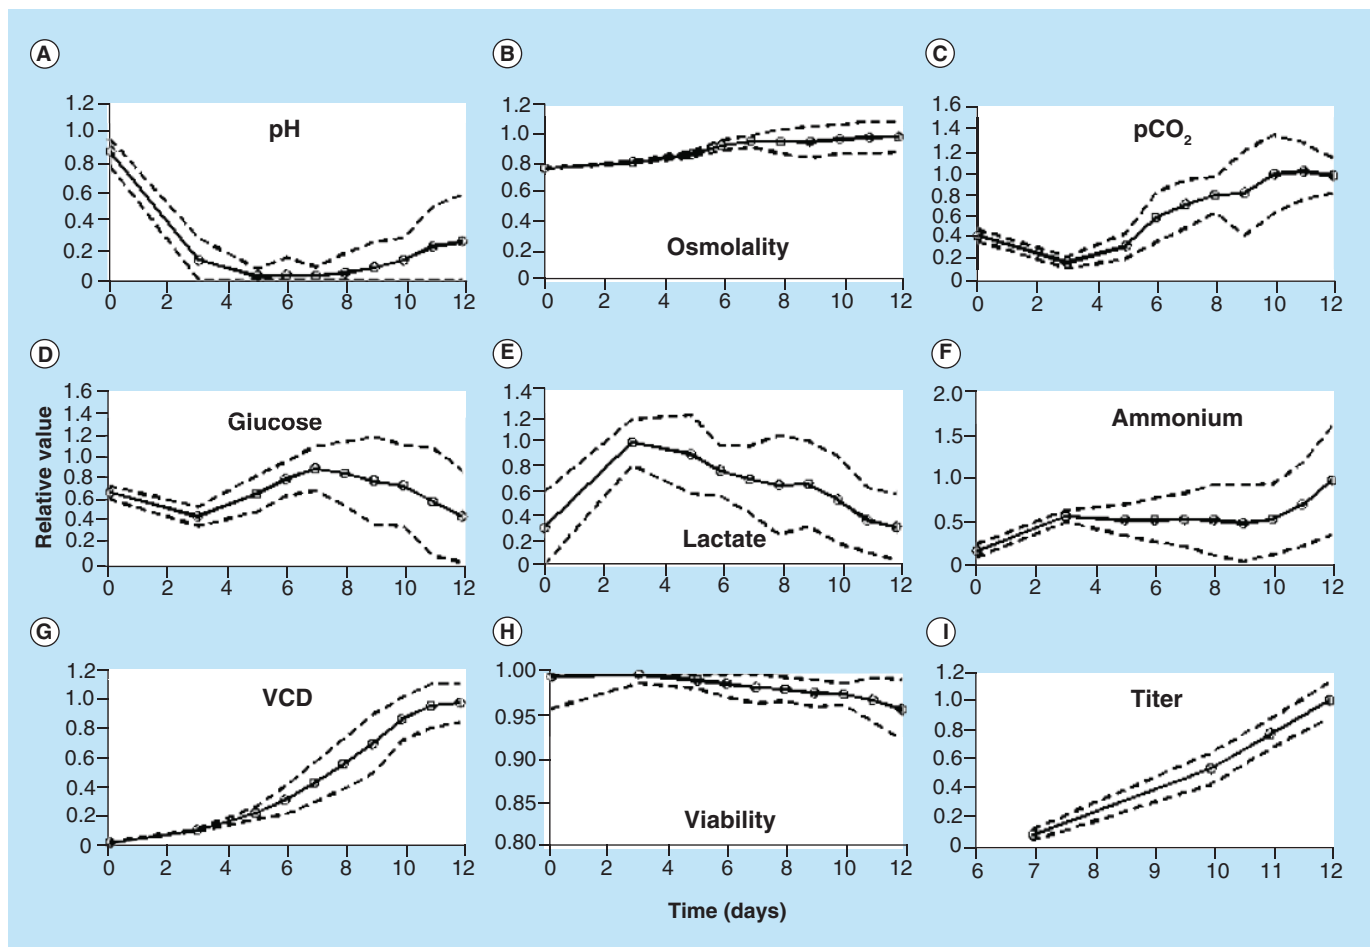 A
B
C
1.2
1.0
0.8
0.6
0.4
0.2
0
pH
0 2 4 6 8 10 12
1.2
1.0
0.8
0.6
0.4
0.2
0
Osmolality
0 2 4 6 8 10 12
1.6
1.4
1.2
1.0
0.8
0.6
0.4
0.2
0
pCO2
0 2 4 6 8 10 12
D
E
F
Relative value
1.6
1.4
1.2
1.0
0.8
0.6
0.4
0.2
0
Giucose
0 2 4 6 8 10 12
1.4
1.2
1.0
0.8
0.6
0.4
0.2
0
Lactate
0 2 4 6 8 10 12
2.0
1.5
1.0
0.5
0
Ammonium
0 2 4 6 8 10 12
G
H
I
1.2
1.0
0.8
0.6
0.4
0.2
0
VCD
0 2 4 6 8 10 12
1.00
0.95
0.90
0.85
0.80
Viability
0 2 4 6 8 10 12
1.2
1.0
0.8
0.6
0.4
0.2
0
Titer
6 7 8 9 10 11 12
Time (days)